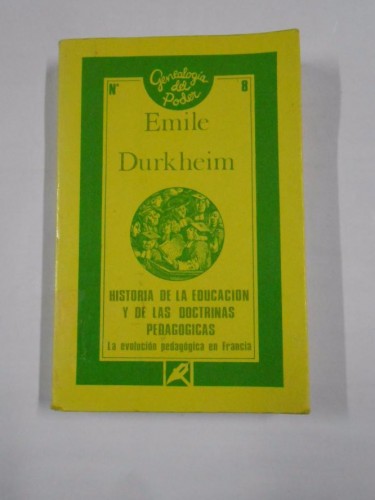 Genealogía
del
Poder
Nº 8
Emile
Durkheim
HISTORIA DE LA EDUCACION
Y DE LAS DOCTRINAS
PEDAGOGICAS
La evolución pedagógica en Francia